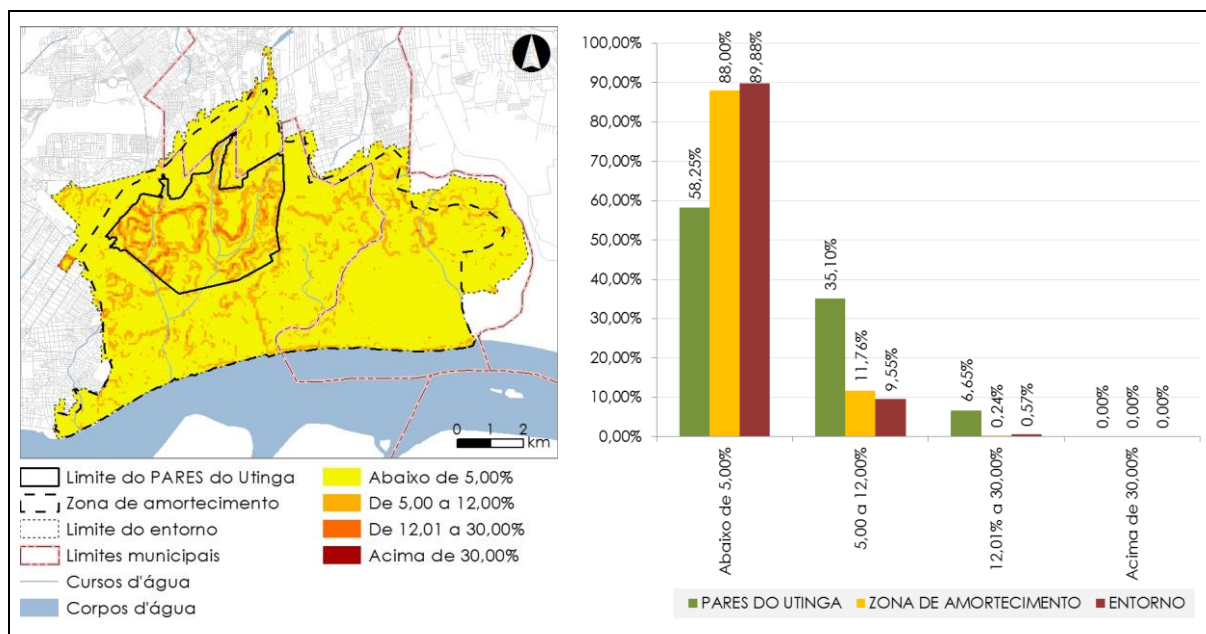 0 1 2
km
Limite do PARES do Utinga
Zona de amortecimento
Limite do entorno
Limites municipais
Cursos d'água
Corpos d'água
Abaixo de 5,00%
De 5,00 a 12,00%
De 12,01 a 30,00%
Acima de 30,00%
100,00%
90,00%
80,00%
70,00%
60,00%
50,00%
40,00%
30,00%
20,00%
10,00%
0,00%
58,25%
88,00%
89,88%
35,10%
11,76%
9,55%
6,65%
0,24%
0,57%
0,00%
0,00%
0,00%
Abaixo de 5,00%
5,00 a 12,00%
12,01% a 30,00%
Acima de 30,00%
PARES DO UTINGA ZONA DE AMORTECIMENTO ENTORNO